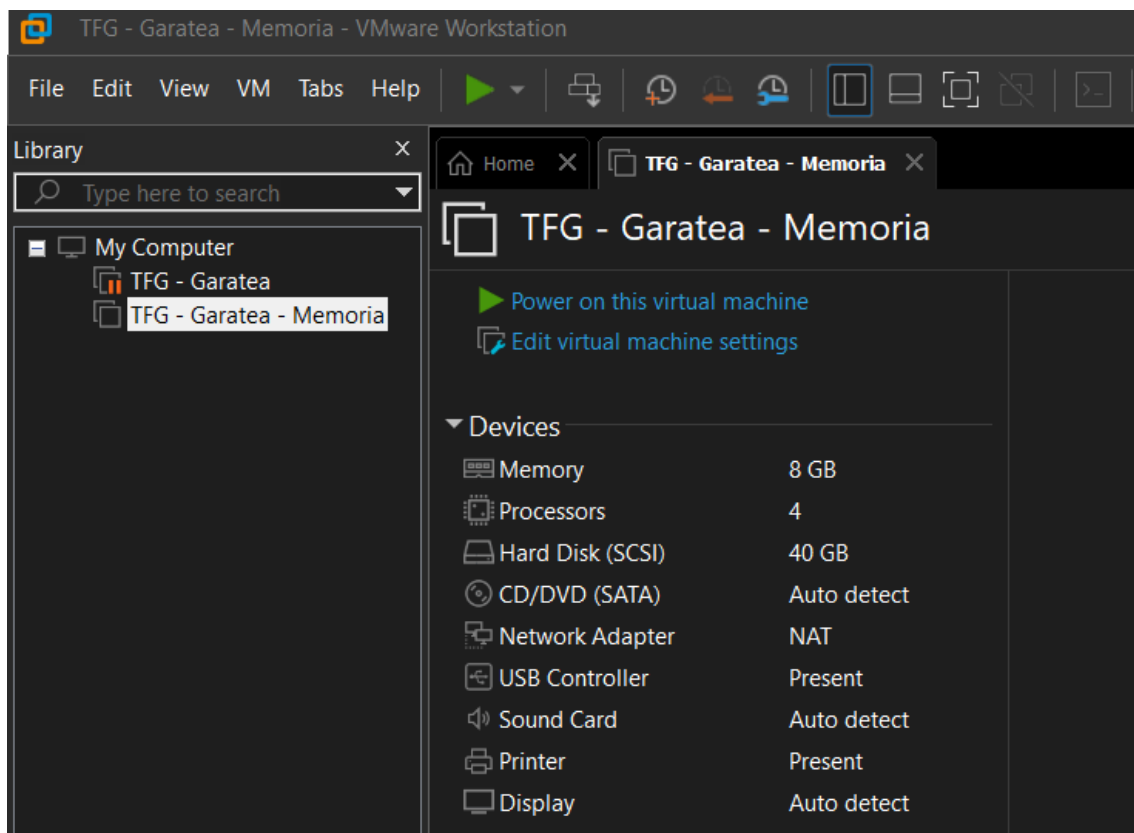 TFG - Garatea - Memoria - VMware Workstation
File Edit View VM Tabs Help
Library
Type here to search
My Computer
TFG - Garatea
TFG - Garatea - Memoria
Home TFG - Garatea - Memoria
TFG - Garatea - Memoria
Power on this virtual machine
Edit virtual machine settings
Devices
Memory 8 GB
Processors 4
Hard Disk (SCSI) 40 GB
CD/DVD (SATA) Auto detect
Network Adapter NAT
USB Controller Present
Sound Card Auto detect
Printer Present
Display Auto detect